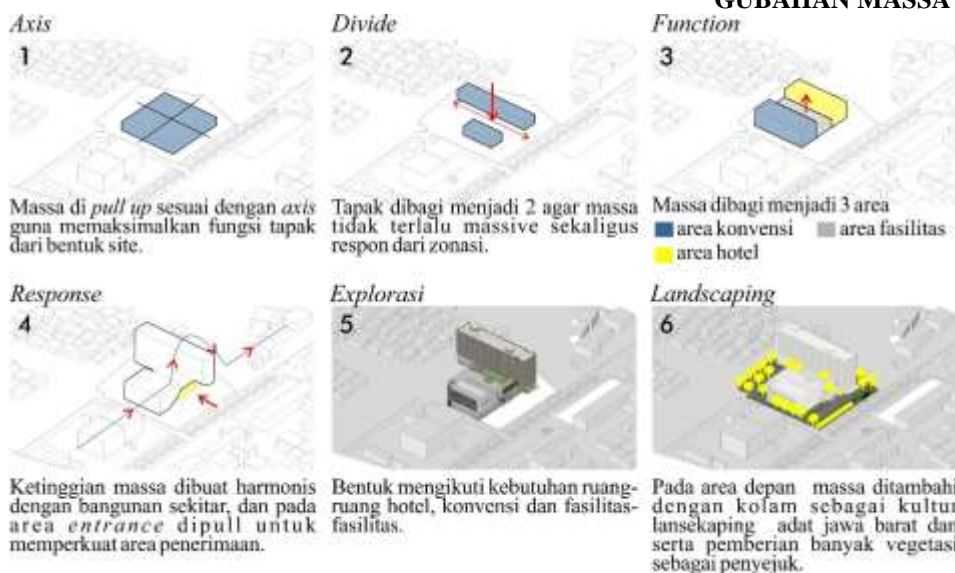 GUBAHAN MASSA
Axis
1
Massa di pull up sesuai dengan axis
guna memaksimalkan fungsi tapak
dari bentuk site.
Divide
2
Tapak dibagi menjadi 2 agar massa
tidak terlalu massive sekaligus
respon dari zonasi.
Function
3
Massa dibagi menjadi 3 area
area konvensi area fasilitas
area hotel
Response
4
Ketinggian massa dibuat harmonis
dengan bangunan sekitar, dan pada
area entrance dipull untuk
memperkuat area penerimaan.
Explorasi
5
Bentuk mengikuti kebutuhan ruang-
ruang hotel, konvensi dan fasilitas-
fasilitas.
Landscaping
6
Pada area depan massa ditambahi
dengan kolam sebagai kultur
lansekaping adat jawa barat dan
serta pemberian banyak vegetasi
sebagai penyejuk.